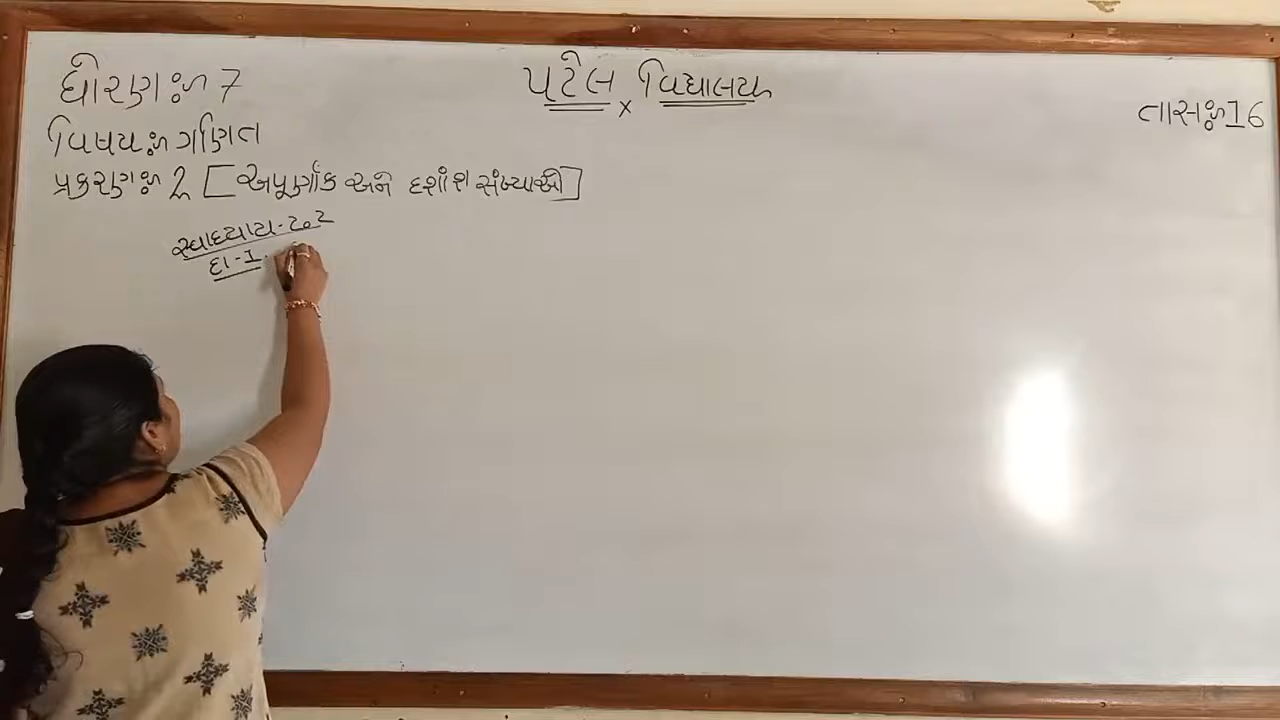 પટેલ વિદ્યાલય
ધોરણઃ 7
તાસઃ 16
વિષયઃ ગણિત
પ્રકરણઃ 2 [અપૂર્ણાંક અને દશાંશ સંખ્યાઓ]
સ્વાધ્યાય - 2.2
દા - 1